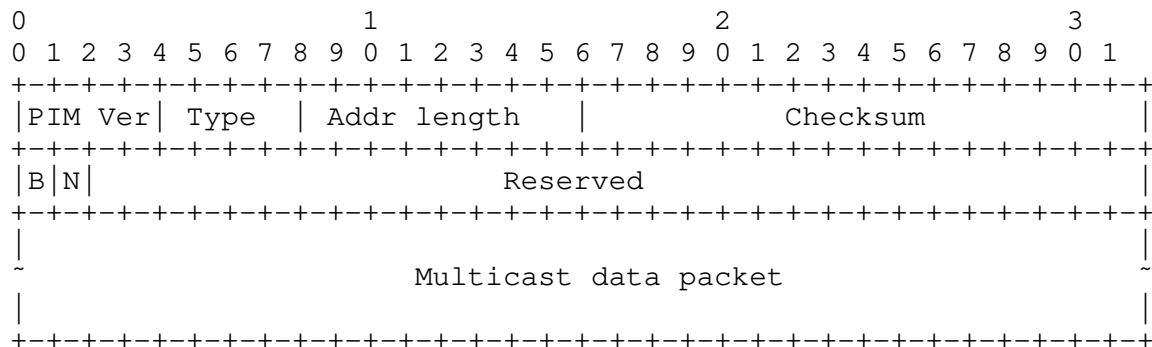 0                   1                   2                   3
0 1 2 3 4 5 6 7 8 9 0 1 2 3 4 5 6 7 8 9 0 1 2 3 4 5 6 7 8 9 0 1
+-+-+-+-+-+-+-+-+-+-+-+-+-+-+-+-+-+-+-+-+-+-+-+-+-+-+-+-+-+-+-+-+
|PIM Ver| Type  | Addr length   |           Checksum            |
+-+-+-+-+-+-+-+-+-+-+-+-+-+-+-+-+-+-+-+-+-+-+-+-+-+-+-+-+-+-+-+-+
|B|N|                       Reserved                            |
+-+-+-+-+-+-+-+-+-+-+-+-+-+-+-+-+-+-+-+-+-+-+-+-+-+-+-+-+-+-+-+-+
|                                                               |
~                      Multicast data packet                    ~
|                                                               |
+-+-+-+-+-+-+-+-+-+-+-+-+-+-+-+-+-+-+-+-+-+-+-+-+-+-+-+-+-+-+-+-+